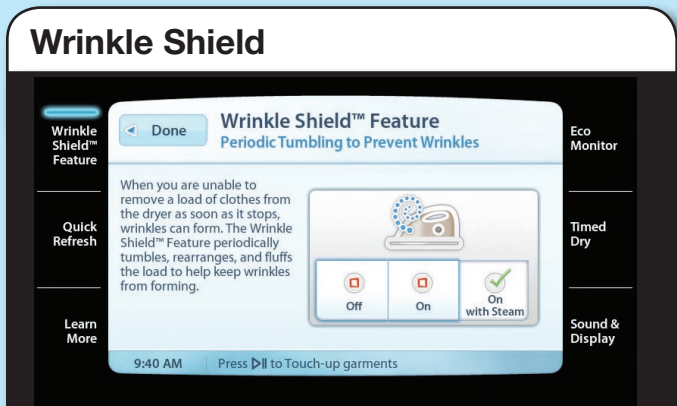 Wrinkle Shield
Wrinkle
Shield™
Feature
Quick
Refresh
Learn
More
Done
Wrinkle Shield™ Feature
Periodic Tumbling to Prevent Wrinkles
When you are unable to
remove a load of clothes from
the dryer as soon as it stops,
wrinkles can form. The Wrinkle
Shield™ Feature periodically
tumbles, rearranges, and fluffs
the load to help keep wrinkles
from forming.
Off
On
On
with Steam
9:40 AM
Press to Touch-up garments
Eco
Monitor
Timed
Dry
Sound &
Display